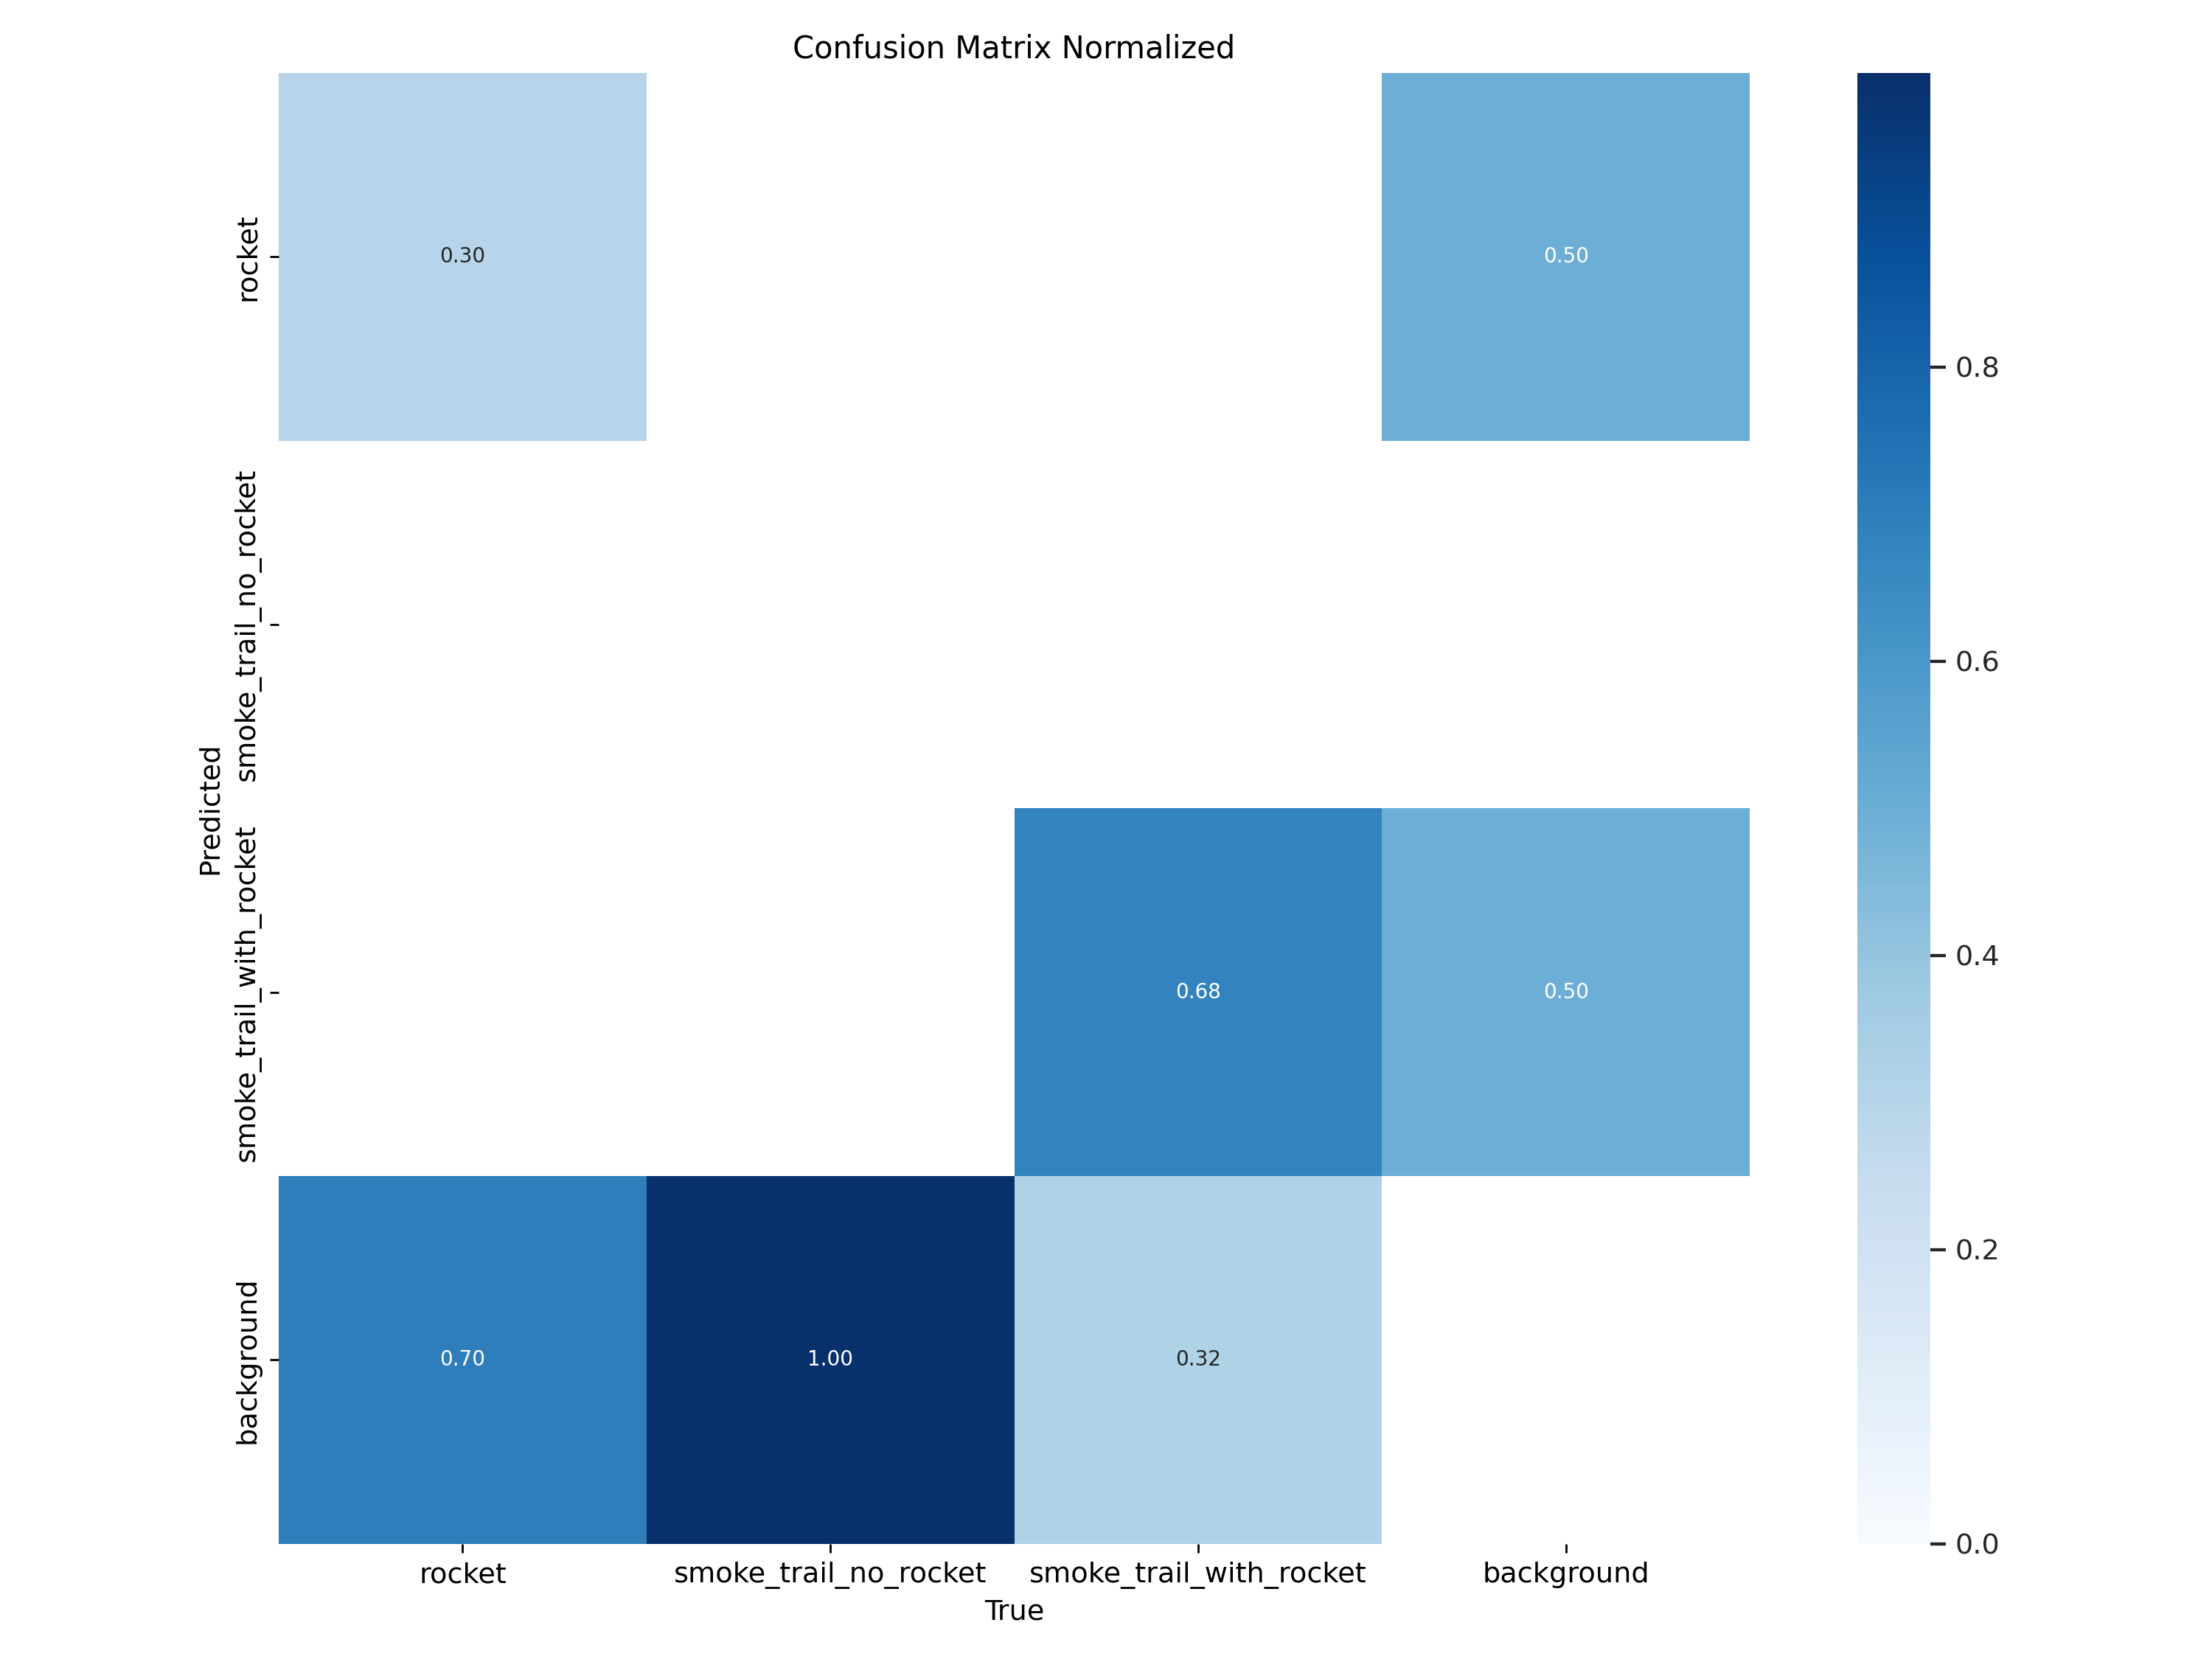 Confusion Matrix Normalized
rocket
smoke_trail_no_rocket
smoke_trail_with_rocket
background
Predicted
0.30
0.50
0.68
0.50
0.70
1.00
0.32
rocket
smoke_trail_no_rocket
smoke_trail_with_rocket
background
True
0.8
0.6
0.4
0.2
0.0